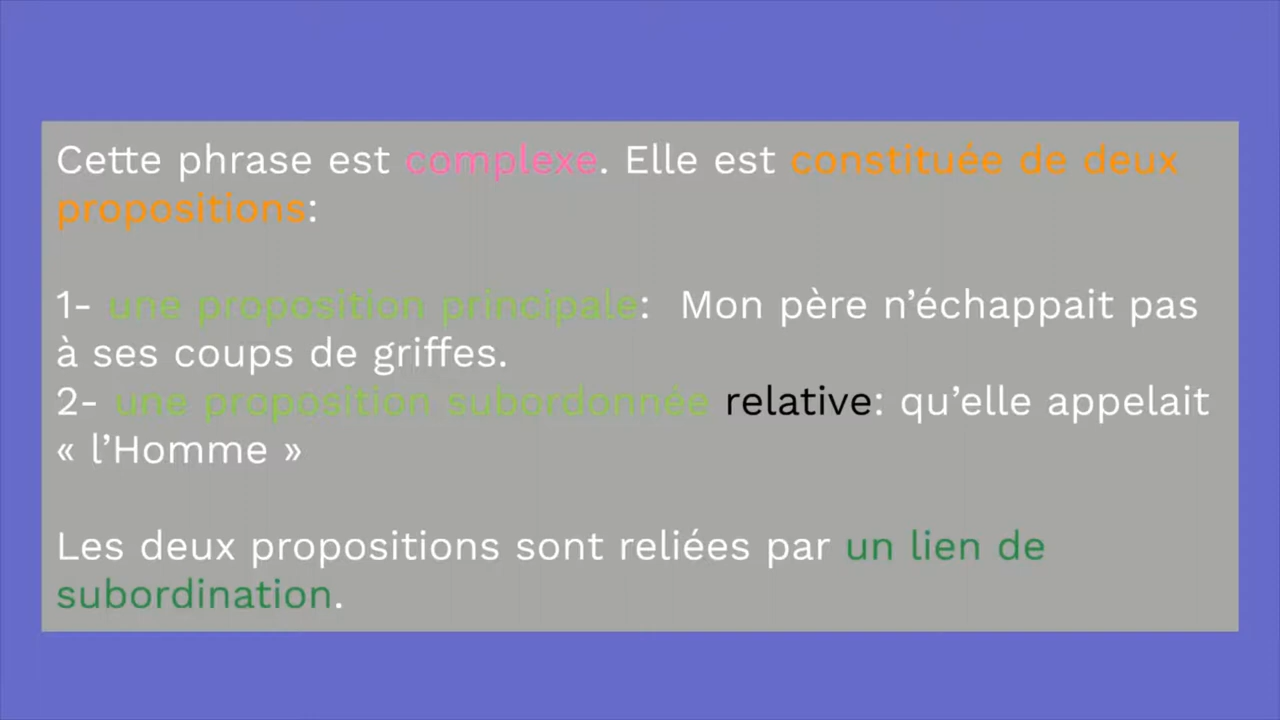 Cette phrase est complexe. Elle est constituée de deux
propositions:
1- une proposition principale:  Mon père n’échappait pas
à ses coups de griffes.
2- une proposition subordonnée relative: qu’elle appelait
« l’Homme »
Les deux propositions sont reliées par un lien de
subordination.